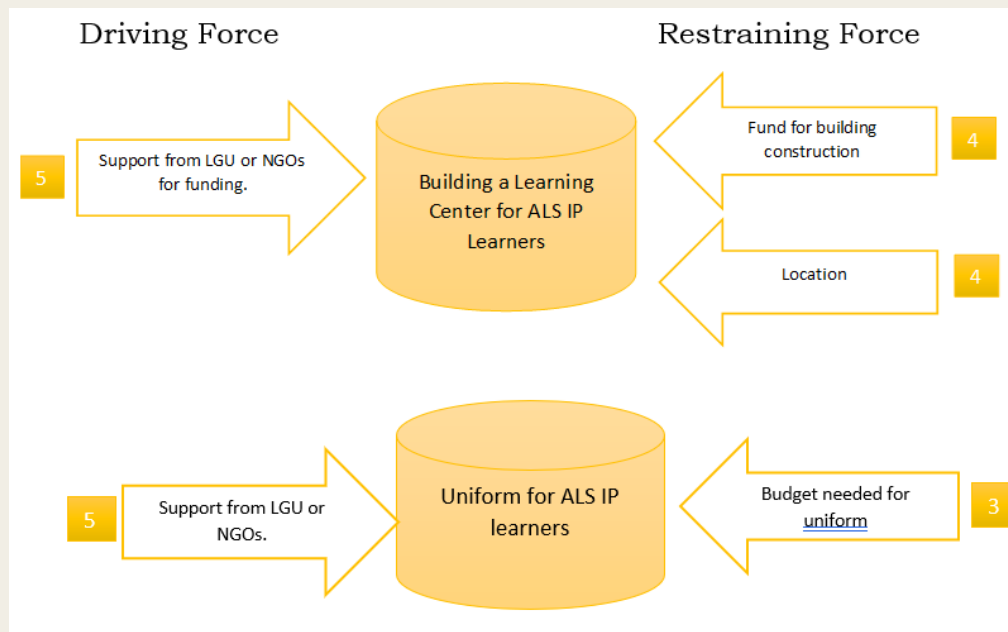 Driving Force
Restraining Force
5
Support from LGU or NGOs
for funding.
Building a Learning
Center for ALS IP
Learners
Fund for building
construction
4
Location
4
5
Support from LGU or
NGOs.
Uniform for ALS IP
learners
Budget needed for
uniform
3